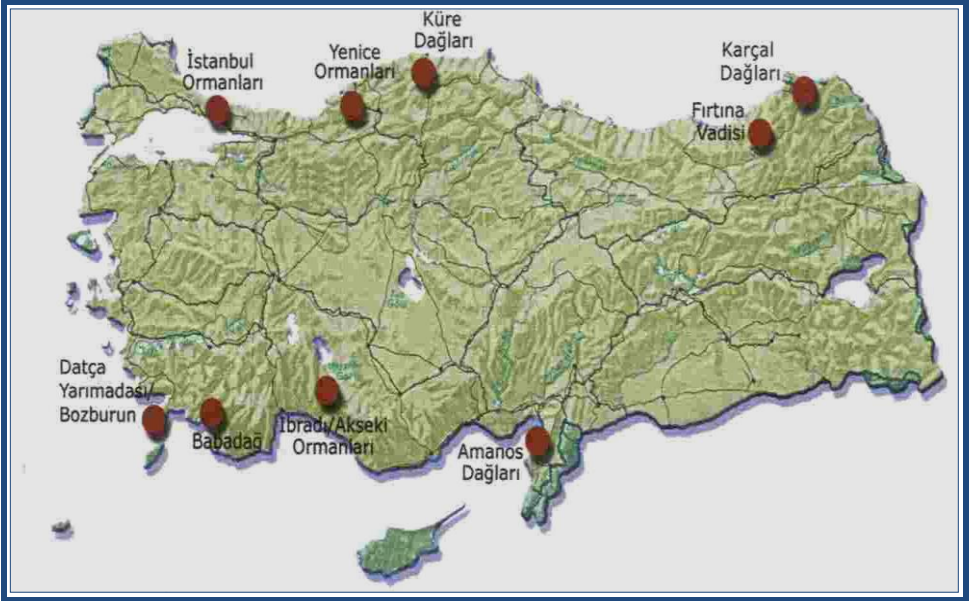 Küre
Dağları
İstanbul
Ormanları
Yenice
Ormanları
Karçal
Dağları
Fırtına
Vadisi
Datça
Yarımadası/
Bozburun
Babadağ
İbradı/Akseki
Ormanları
Amanos
Dağları